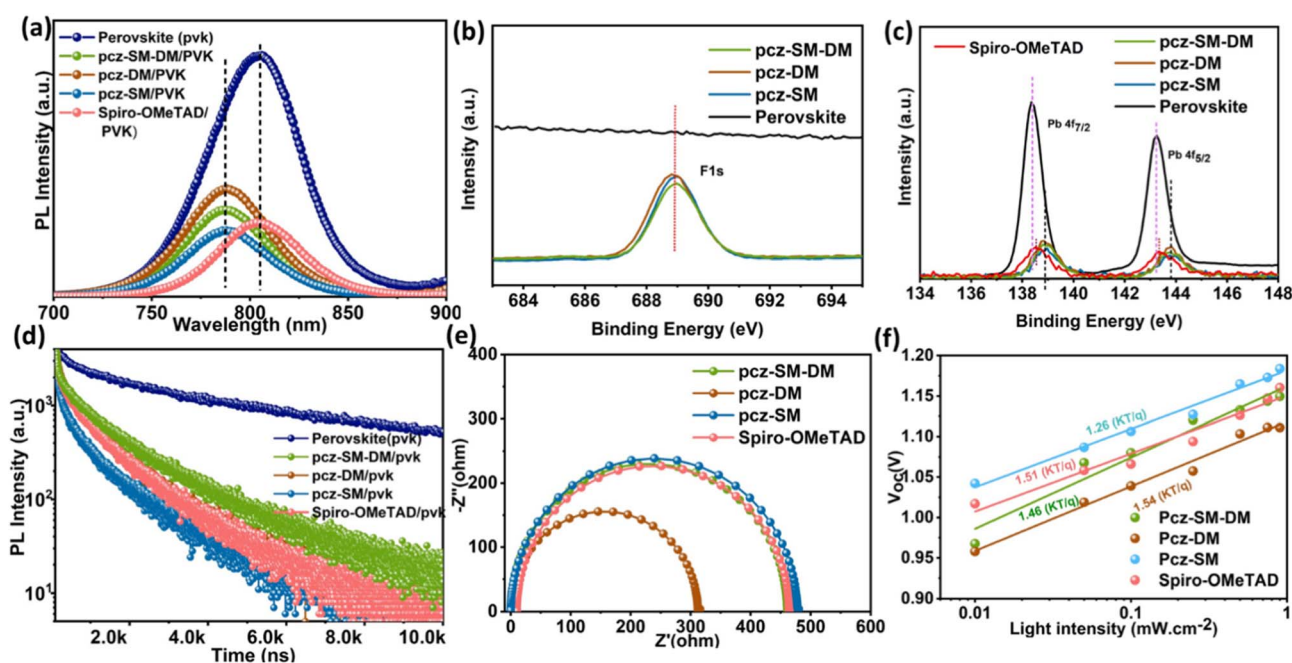 (a)
Perovskite (pvk)
pcz-SM-DM/PVK
pcz-DM/PVK
pcz-SM/PVK
Spiro-OMeTAD/
PVK)
PL Intensity (a.u.)
700 750 800 850 900
Wavelength (nm)
(b)
pcz-SM-DM
pcz-DM
pcz-SM
Perovskite
F1s
Intensity (a.u.)
684 686 688 690 692 694
Binding Energy (eV)
(c)
Spiro-OMeTAD
pcz-SM-DM
pcz-DM
pcz-SM
Perovskite
Pb 4f7/2
Pb 4f5/2
Intensity (a.u.)
134 136 138 140 142 144 146 148
Binding Energy (eV)
(d)
10³
10²
10¹
PL Intensity (a.u.)
Perovskite(pvk)
pcz-SM-DM/pvk
pcz-DM/pvk
pcz-SM/pvk
Spiro-OMeTAD/pvk
2.0k 4.0k 6.0k 8.0k 10.0k
Time (ns)
(e)
400
300
200
100
0
-Z''(ohm)
pcz-SM-DM
pcz-DM
pcz-SM
Spiro-OMeTAD
0 100 200 300 400 500 600
Z'(ohm)
(f)
1.20
1.15
1.10
1.05
1.00
0.95
0.90
Voc(V)
1.26 (KT/q)
1.51 (KT/q)
1.46 (KT/q)
1.54 (KT/q)
Pcz-SM-DM
Pcz-DM
Pcz-SM
Spiro-OMeTAD
0.01 0.1 1
Light intensity (mW.cm-2)